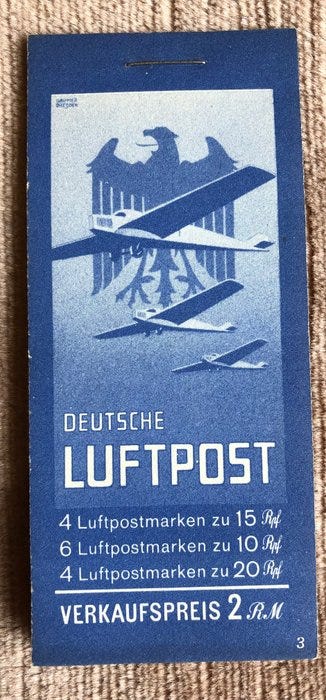 DEUTSCHE
LUFTPOST
4 Luftpostmarken zu 15 Rpf
6 Luftpostmarken zu 10 Rpf
4 Luftpostmarken zu 20 Rpf
VERKAUFSPREIS 2 RM
3